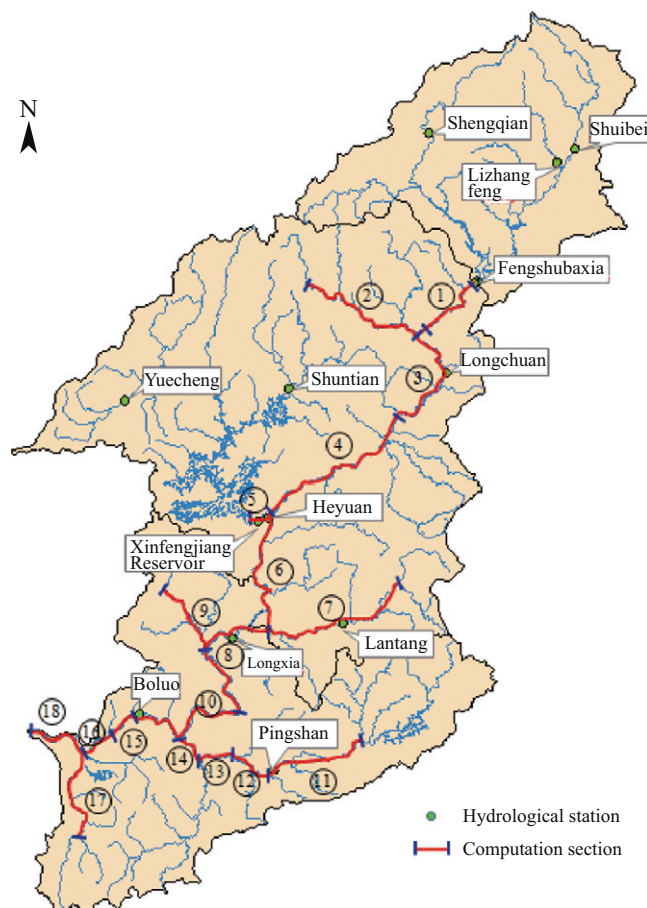 N
Shengqian
Shuibei
Lizhang
feng
Fengshubaxia
1
2
Longchuan
3
Shuntian
Yuecheng
4
5
Heyuan
Xinfengjiang
Reservoir
6
7
9
Lantang
8
Longxia
Boluo
10
18
16
15
Pingshan
14
13
12
11
17
Hydrological station
Computation section